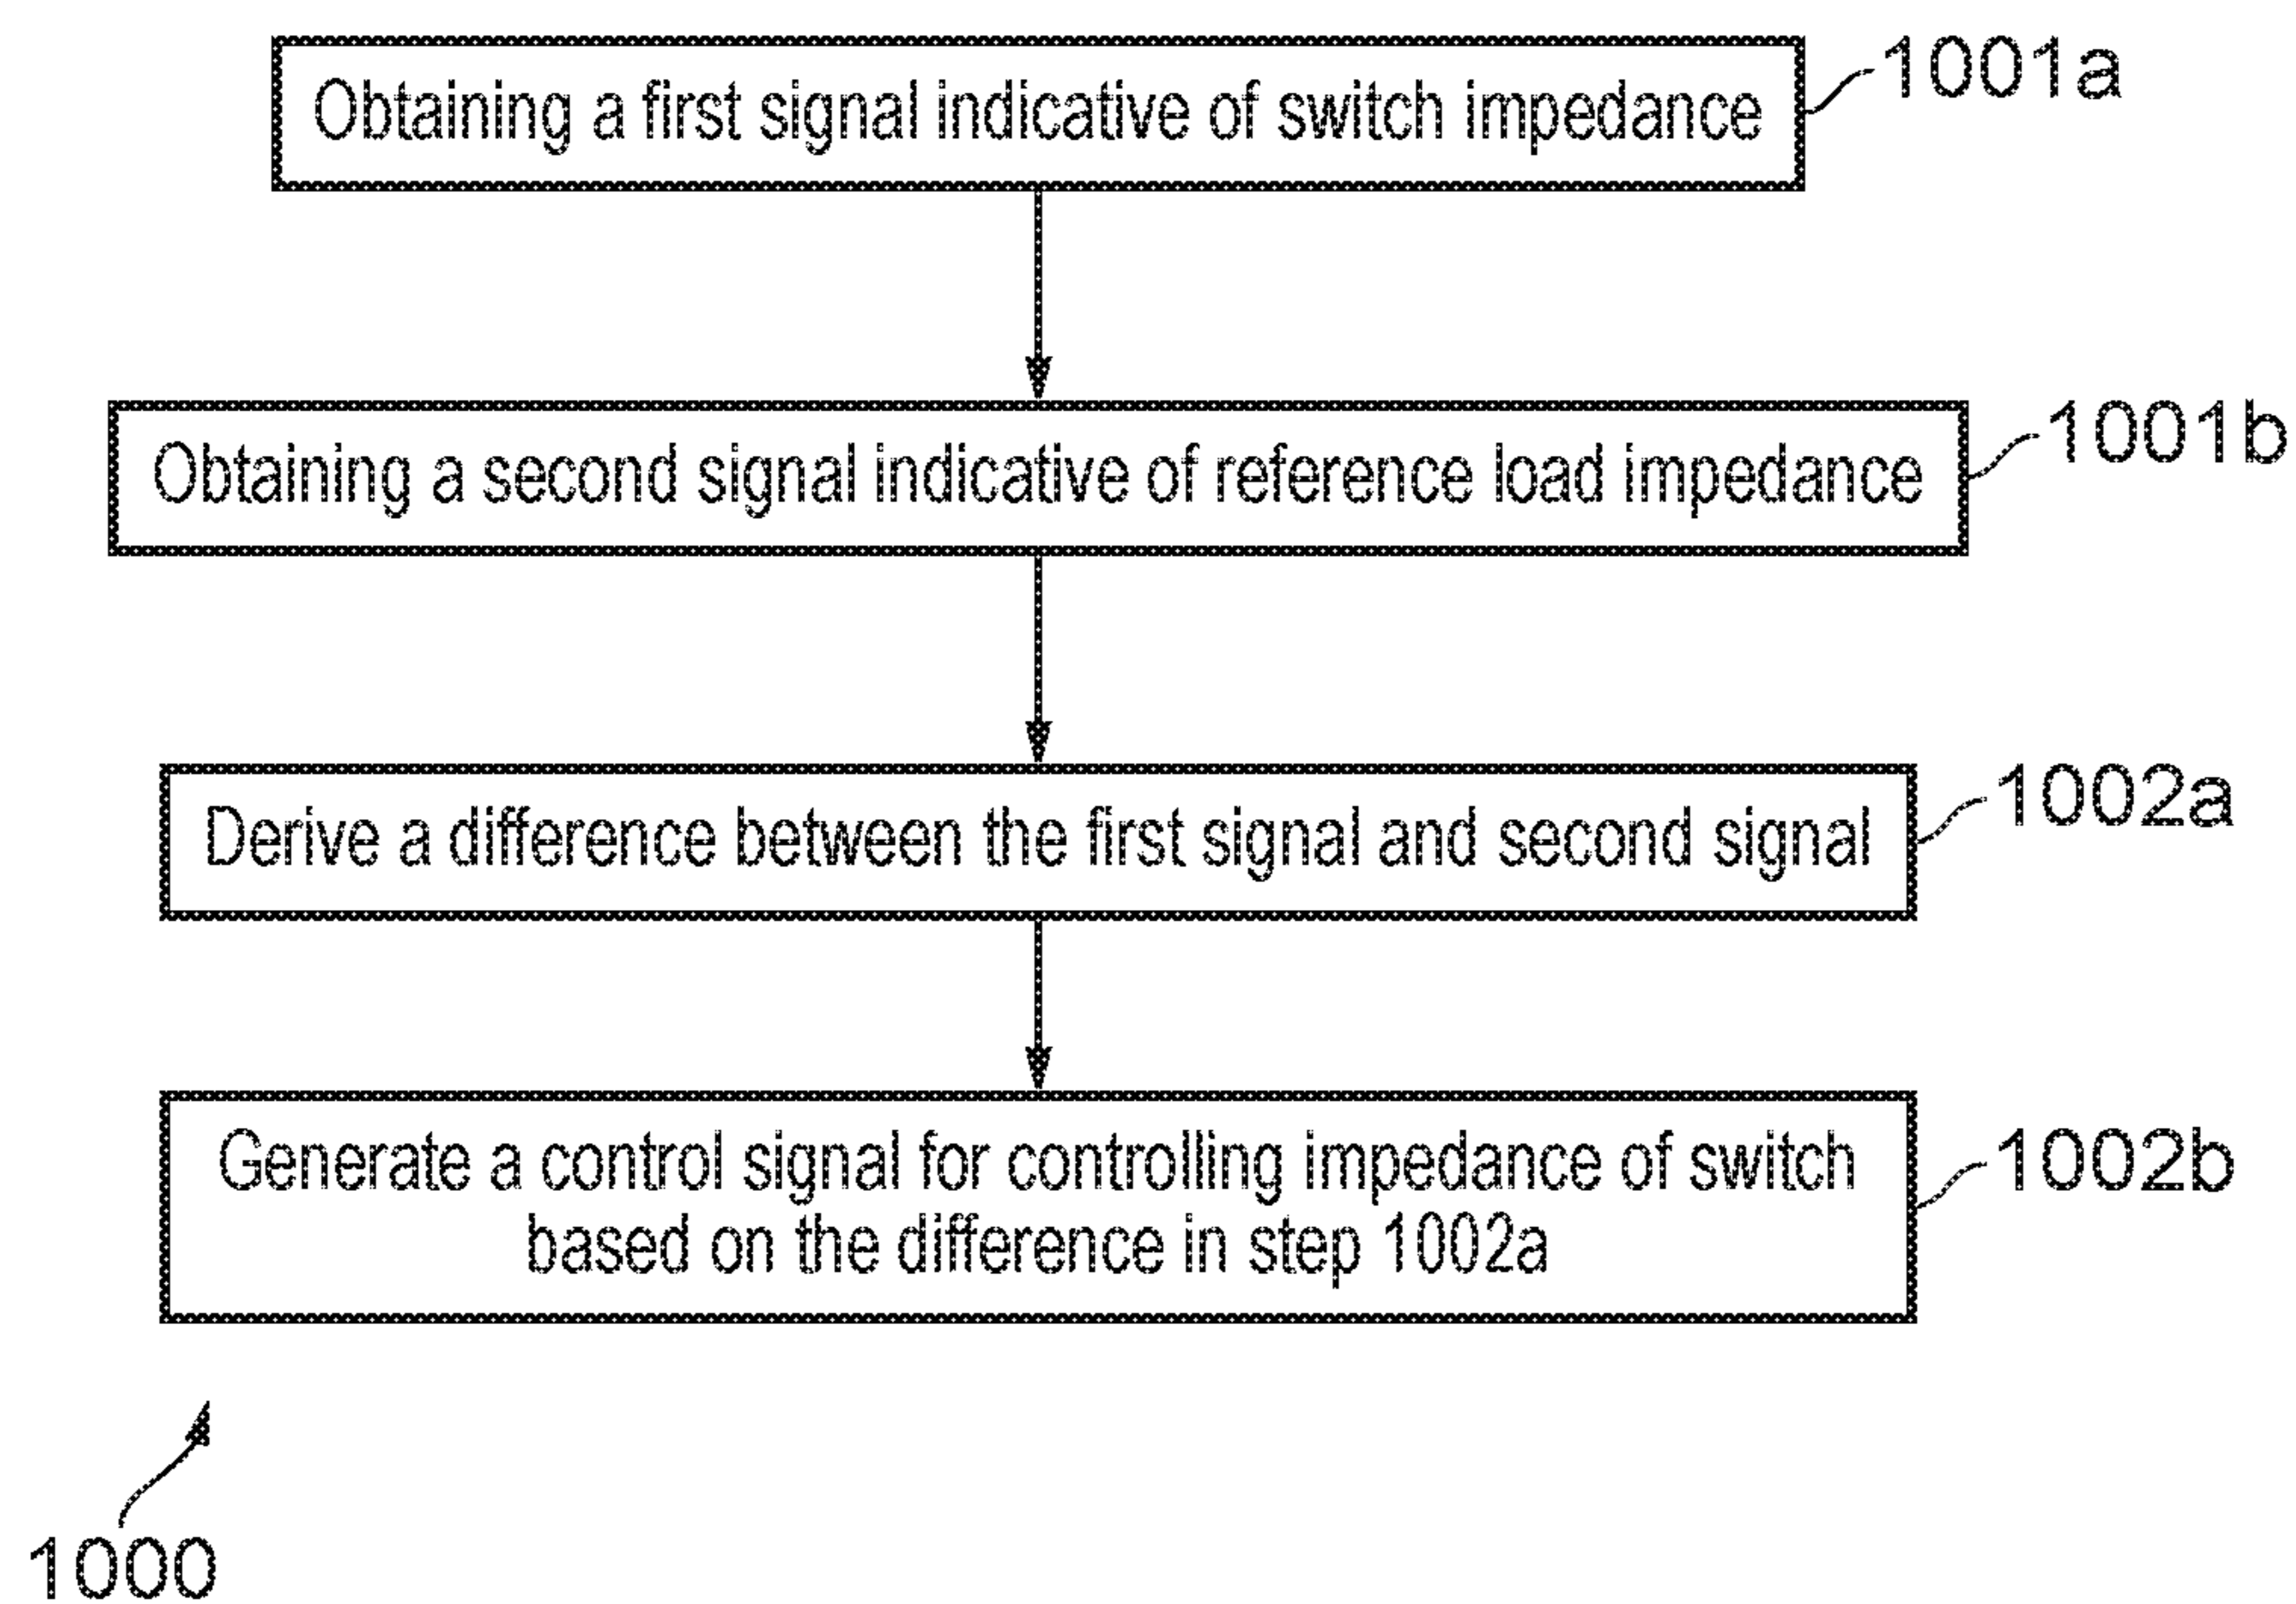 Obtaining a first signal indicative of switch impedance
1001a
Obtaining a second signal indicative of reference load impedance
1001b
Derive a difference between the first signal and second signal
1002a
Generate a control signal for controlling impedance of switch
based on the difference in step 1002a
1002b
1000